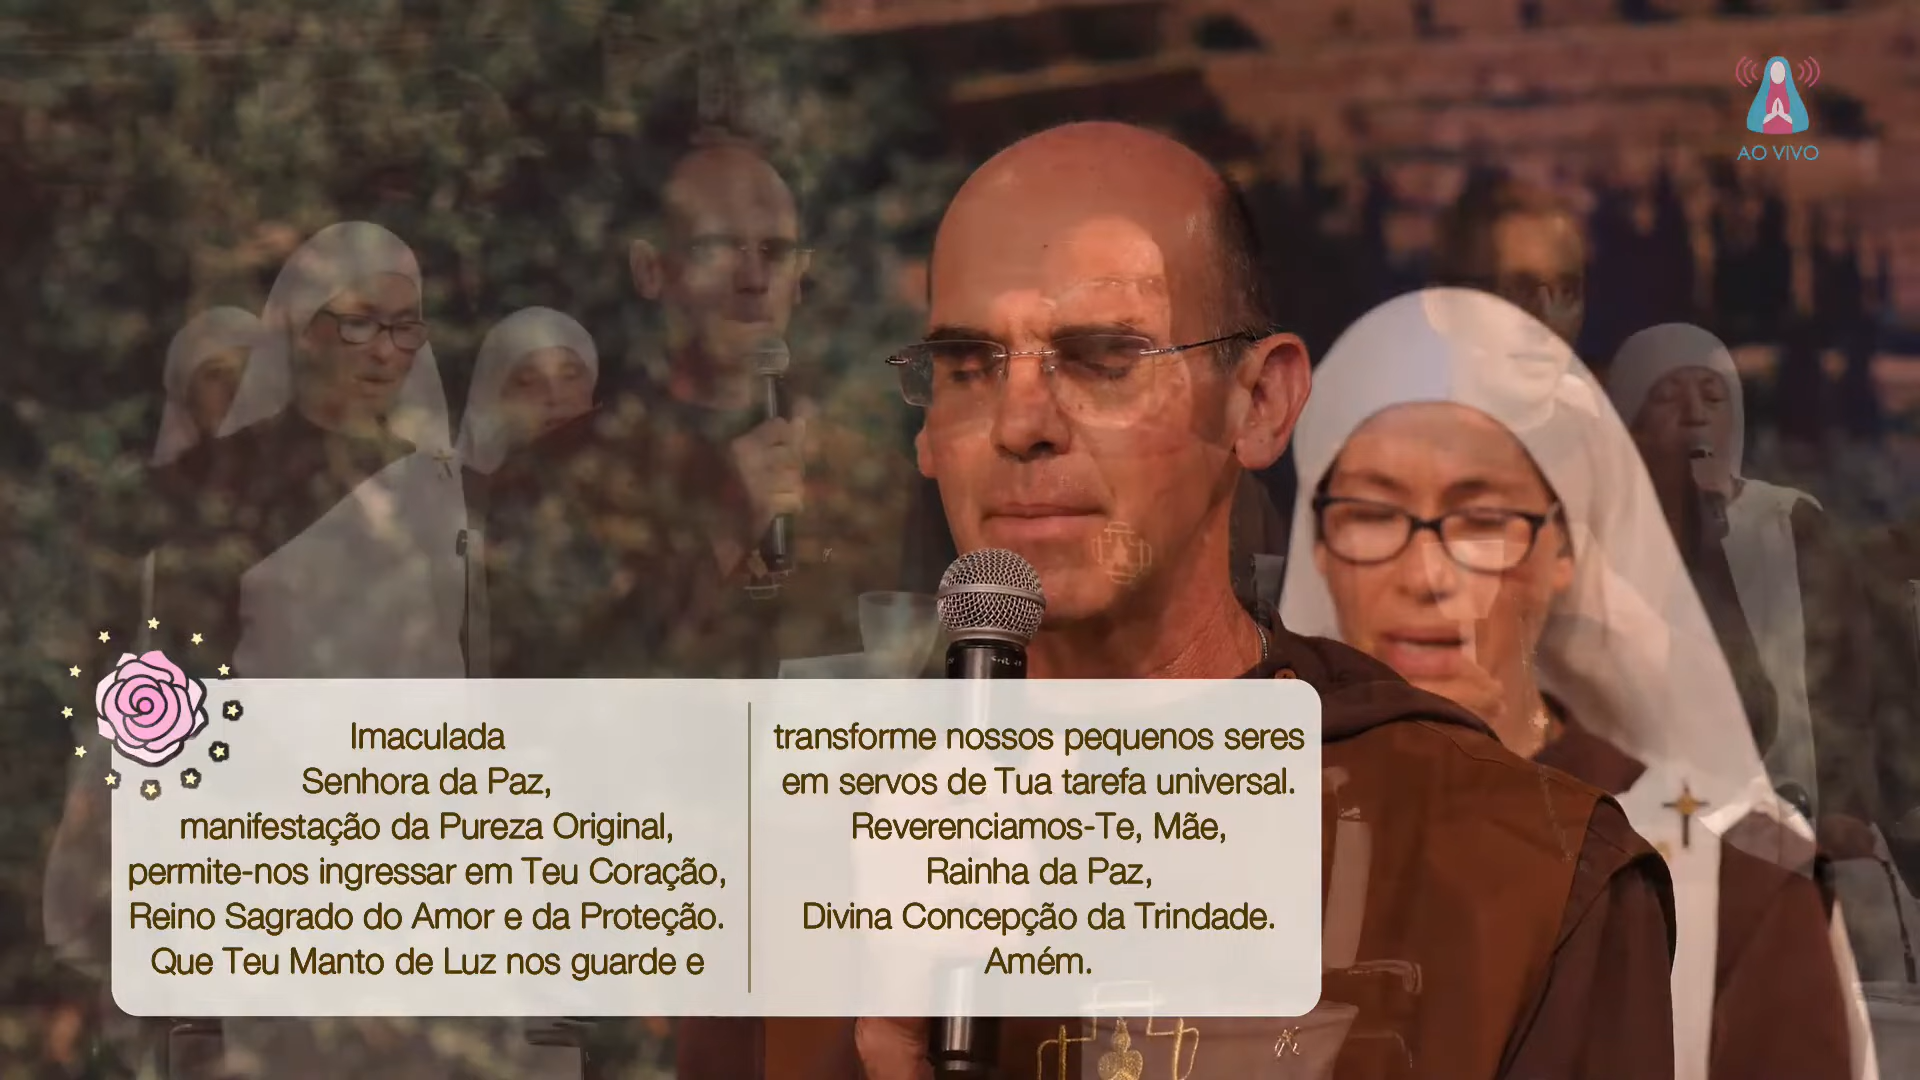 AO VIVO
Imaculada
Senhora da Paz,
manifestação da Pureza Original,
permite-nos ingressar em Teu Coração,
Reino Sagrado do Amor e da Proteção.
Que Teu Manto de Luz nos guarde e
transforme nossos pequenos seres
em servos de Tua tarefa universal.
Reverenciamos-Te, Mãe,
Rainha da Paz,
Divina Concepção da Trindade.
Amém.